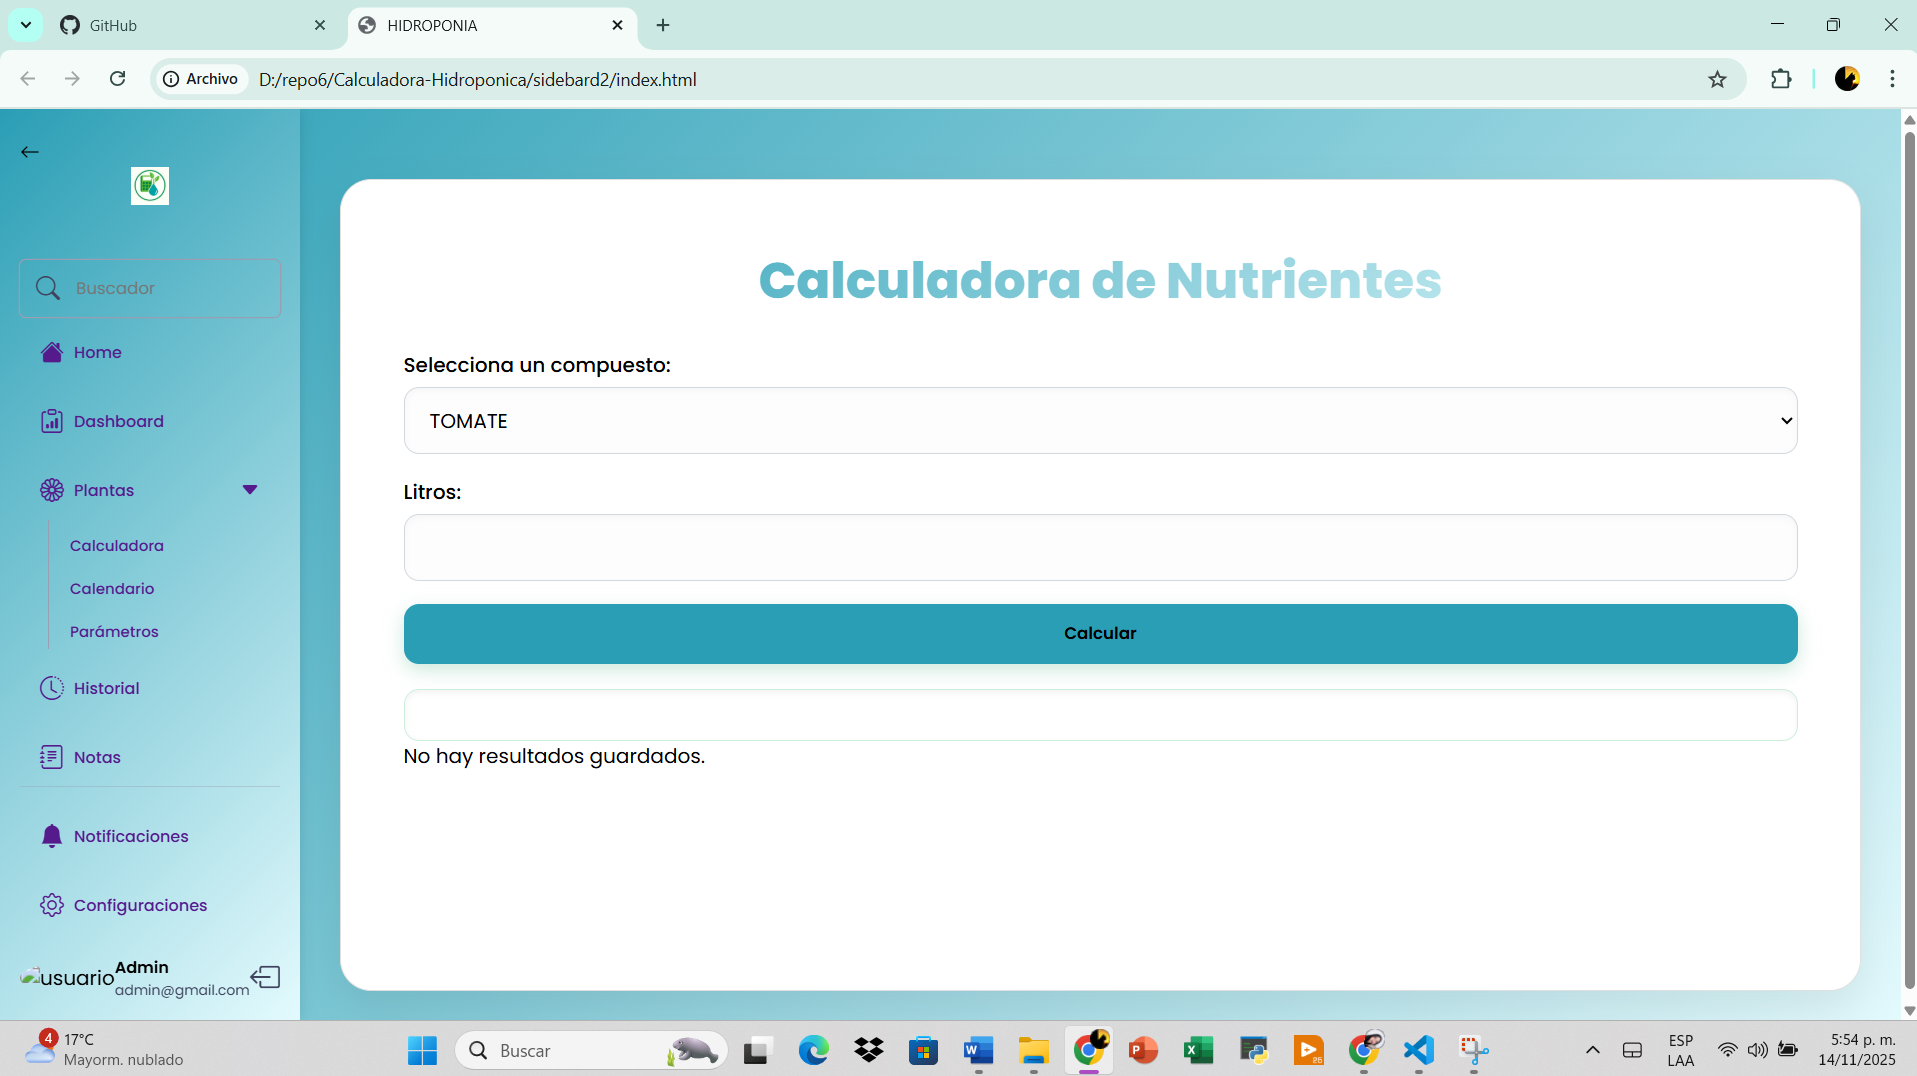 GitHub
HIDROPONIA
Archivo
D:/repo6/Calculadora-Hidroponica/sidebard2/index.html
Buscador
Home
Dashboard
Plantas
Calculadora
Calendario
Parámetros
Historial
Notas
Notificaciones
Configuraciones
usuario
Admin
admin@gmail.com
Calculadora de Nutrientes
Selecciona un compuesto:
TOMATE
Litros:
Calcular
No hay resultados guardados.
4
17°C
Mayorm. nublado
Buscar
W
P
X
25
ESP
LAA
5:54 p. m.
14/11/2025